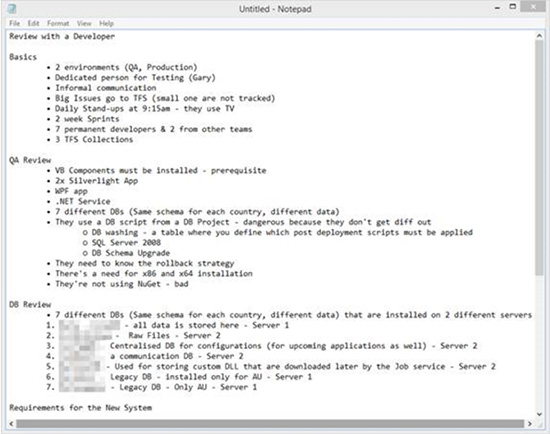 Untitled - Notepad
File Edit Format View Help
Review with a Developer
Basics
• 2 environments (QA, Production)
• Dedicated person for Testing (Gary)
• Informal communication
• Big Issues go to TFS (small one are not tracked)
• Daily Stand-ups at 9:15am - they use TV
• 2 week Sprints
• 7 permanent developers & 2 from other teams
• 3 TFS Collections
QA Review
• VB Components must be installed - prerequisite
• 2x Silverlight App
• WPF app
• .NET Service
• 7 different DBs (Same schema for each country, different data)
• They use a DB script from a DB Project - dangerous because they don't get diff out
o DB washing - a table where you define which post deployment scripts must be applied
o SQL Server 2008
o DB Schema Upgrade
• They need to know the rollback strategy
• There's a need for x86 and x64 installation
• They're not using NuGet - bad
DB Review
• 7 different DBs (Same schema for each country, different data) that are installed on 2 different servers
1. - all data is stored here - Server 1
2. - Raw Files - Server 2
3. Centralised DB for configurations (for upcoming applications as well) - Server 2
4. a communication DB - Server 2
5. - Used for storing custom DLL that are downloaded later by the Job service - Server 2
6. Legacy DB - installed only for AU - Server 1
7. - Legacy DB - Only AU - Server 1
Requirements for the New System